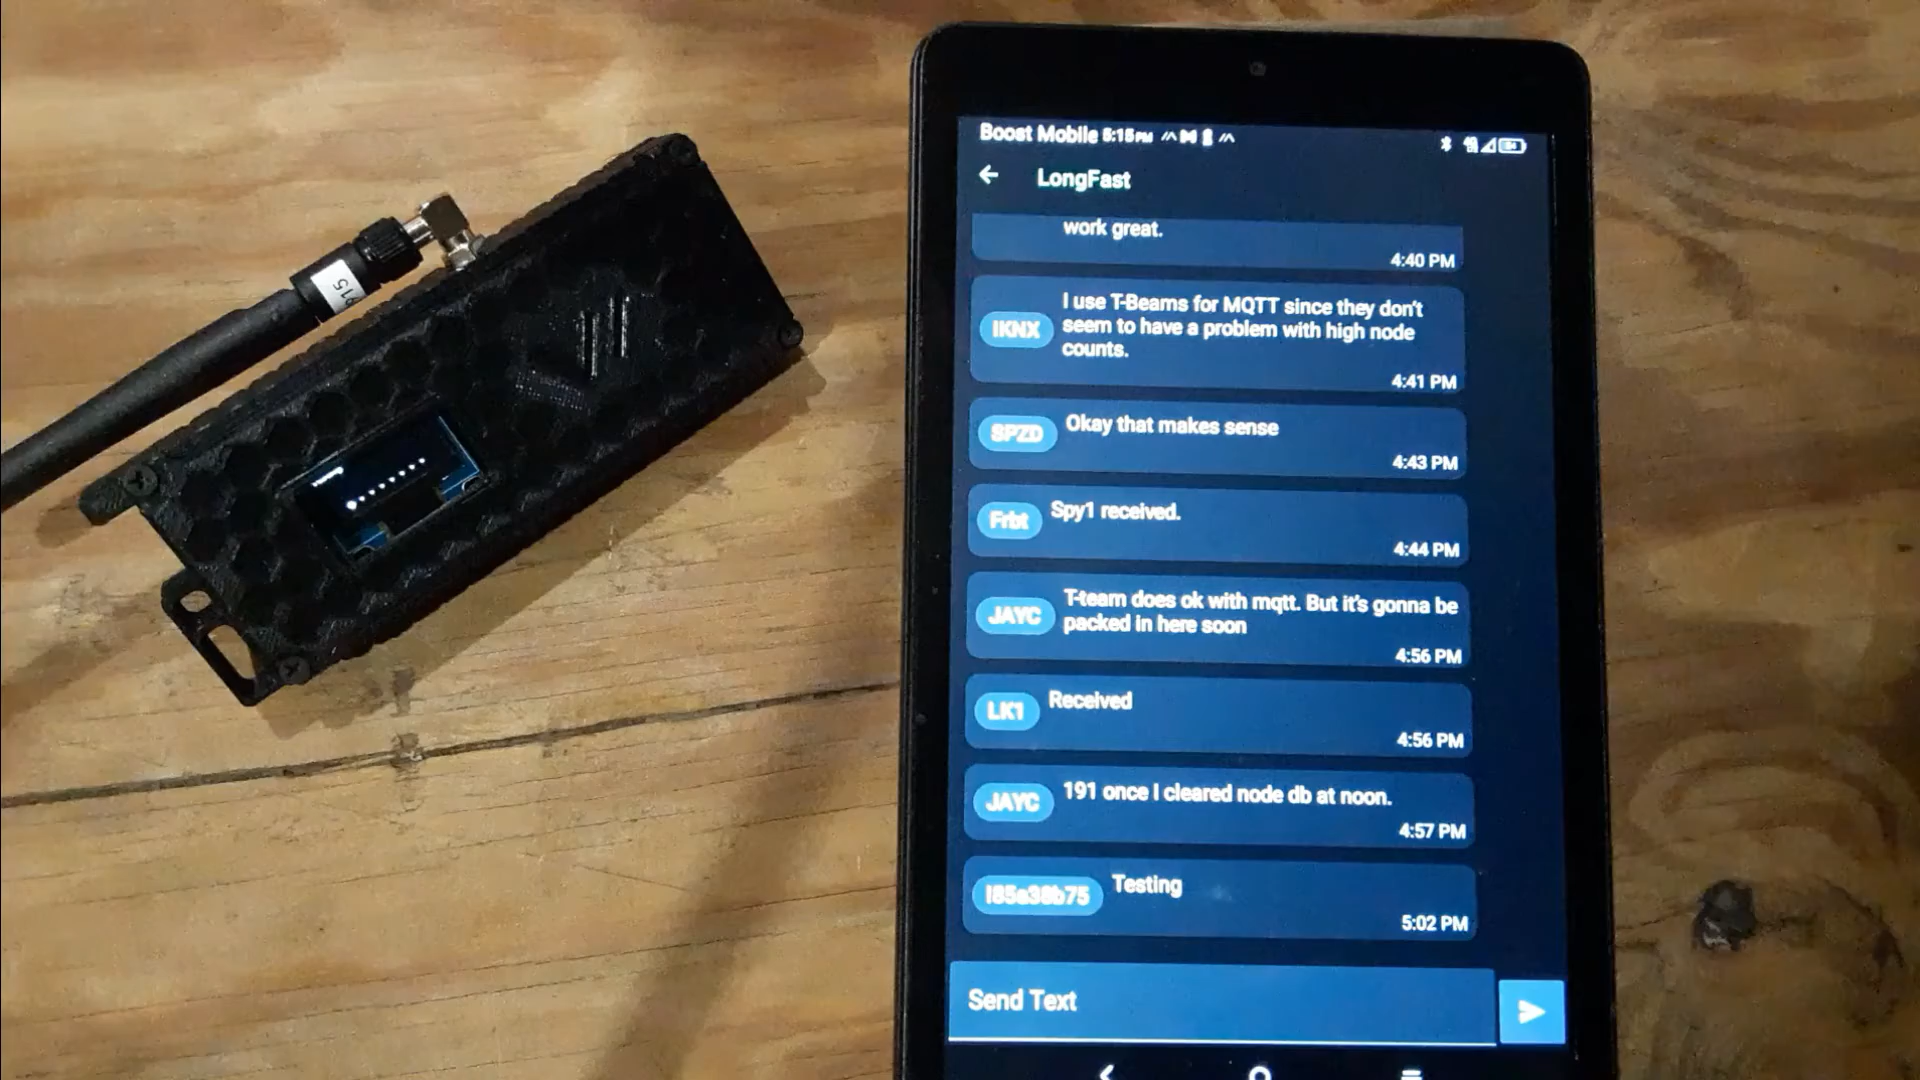 915
Boost Mobile 5:15 PM
LongFast
work great.
4:40 PM
IKNX
I use T-Beams for MQTT since they don't
seem to have a problem with high node
counts.
4:41 PM
SPZD
Okay that makes sense
4:43 PM
Frbt
Spy1 received.
4:44 PM
JAYC
T-team does ok with mqtt. But it's gonna be
packed in here soon
4:56 PM
LK1
Received
4:56 PM
JAYC
191 once I cleared node db at noon.
4:57 PM
!85a38b75
Testing
5:02 PM
Send Text